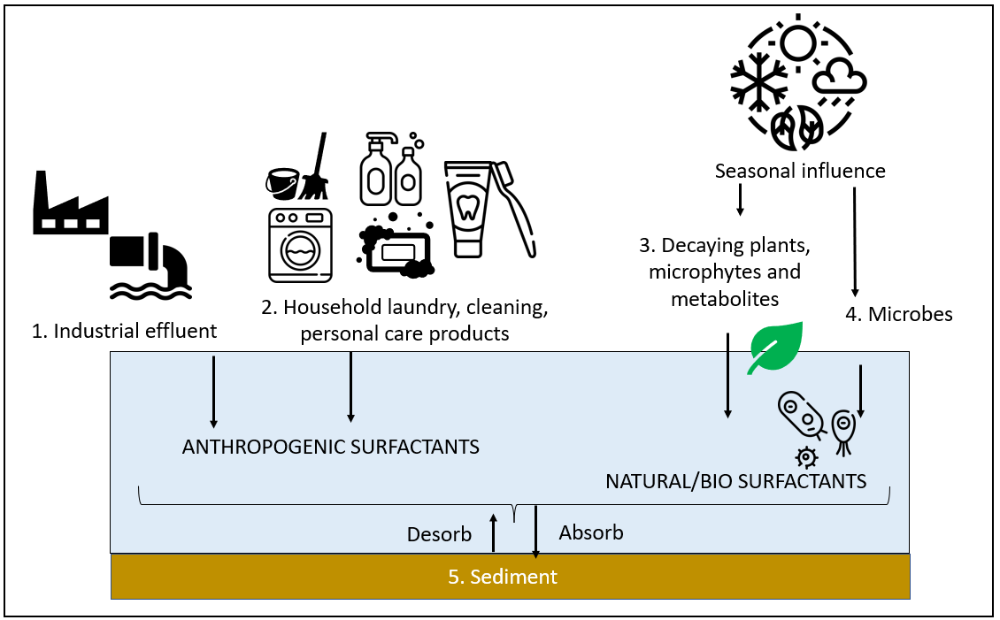 Seasonal influence
3. Decaying plants,
microphytes and
metabolites
4. Microbes
2. Household laundry, cleaning,
personal care products
1. Industrial effluent
ANTHROPOGENIC SURFACTANTS
NATURAL/BIO SURFACTANTS
Desorb
Absorb
5. Sediment